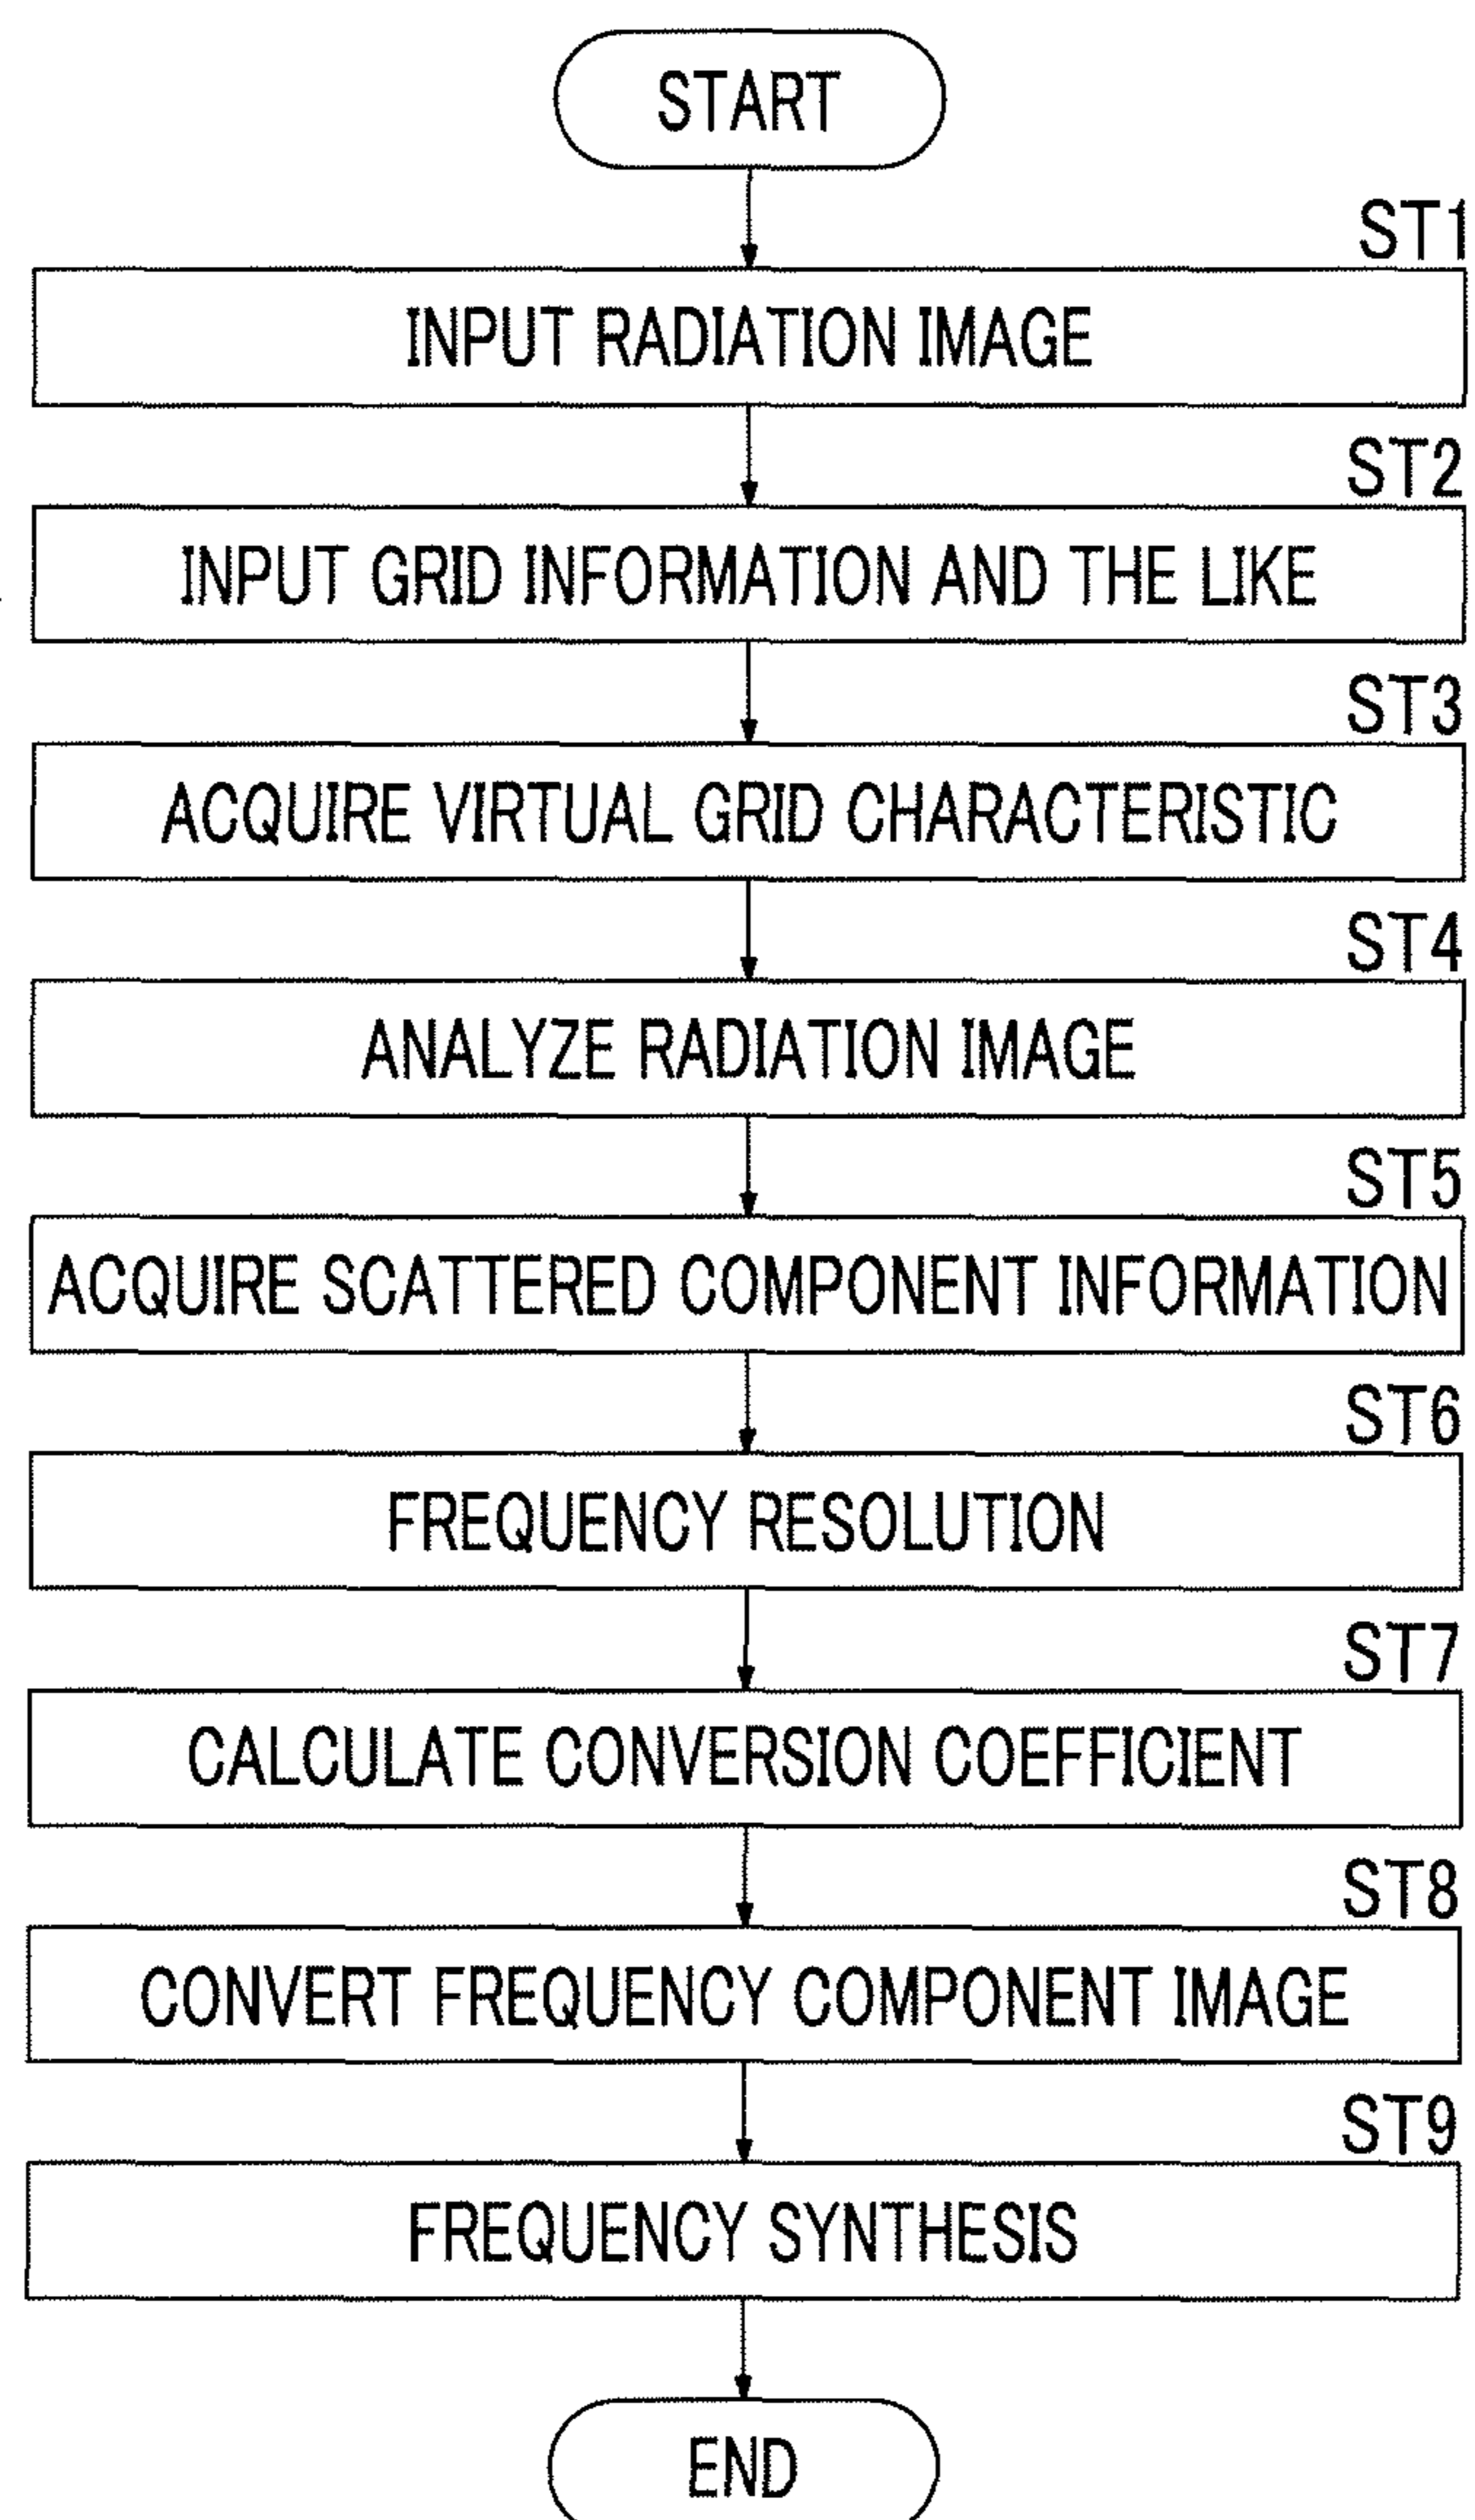 START
ST1
INPUT RADIATION IMAGE
ST2
INPUT GRID INFORMATION AND THE LIKE
ST3
ACQUIRE VIRTUAL GRID CHARACTERISTIC
ST4
ANALYZE RADIATION IMAGE
ST5
ACQUIRE SCATTERED COMPONENT INFORMATION
ST6
FREQUENCY RESOLUTION
ST7
CALCULATE CONVERSION COEFFICIENT
ST8
CONVERT FREQUENCY COMPONENT IMAGE
ST9
FREQUENCY SYNTHESIS
END